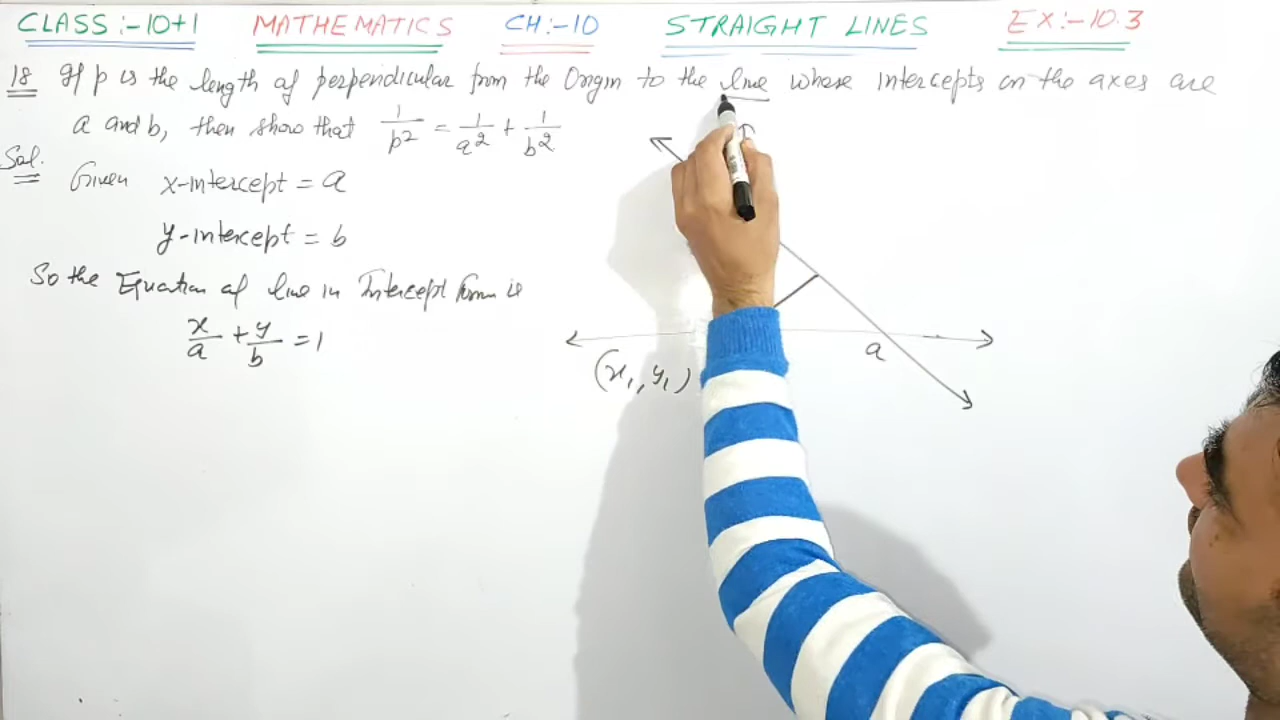 CLASS:-10+1 MATHEMATICS CH:-10 STRAIGHT LINES EX:-10.3
18 If p is the length of perpendicular from the Origin to the line whose intercepts on the axes are
a and b, then show that 1/p² = 1/a² + 1/b²
Sol. Given x-intercept = a
y-intercept = b
So the Equation of line in Intercept form is
x/a + y/b = 1
a
(x₁, y₁)